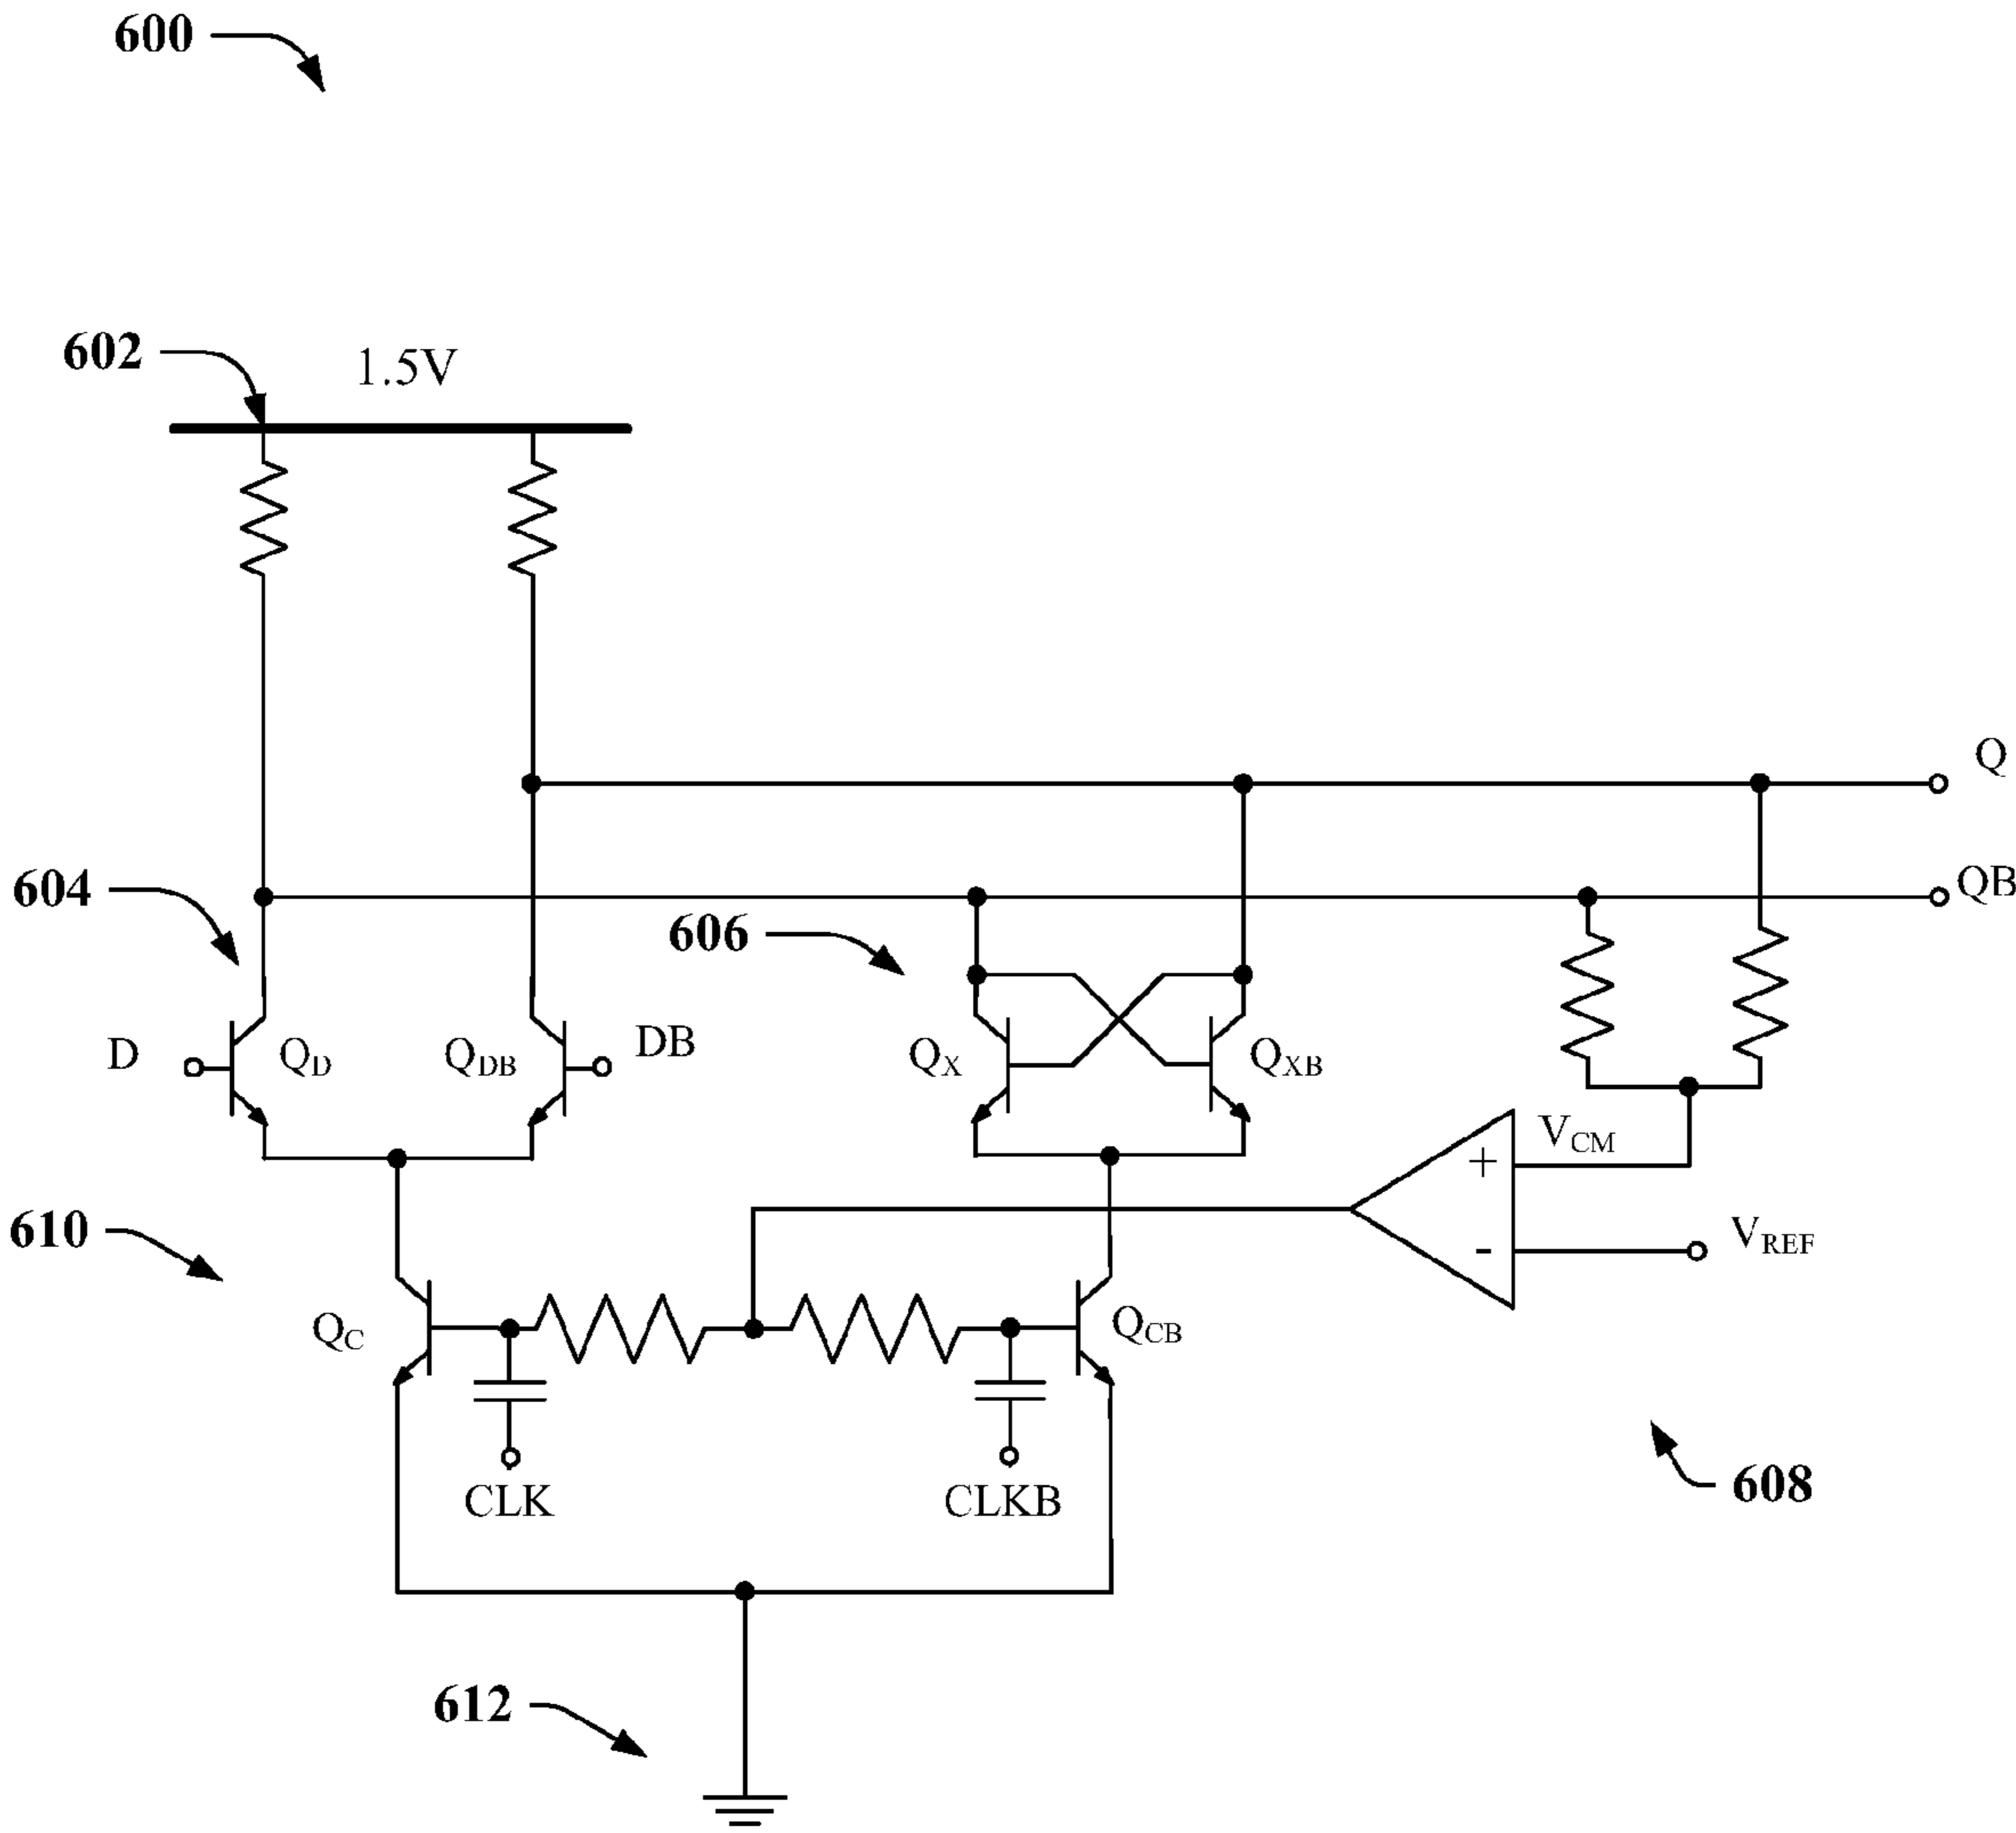 600
602
1.5V
Q
604
QB
606
D
QD
QDB
DB
QX
QXB
VCM
+
610
VREF
-
QC
QCB
CLK
CLKB
608
612